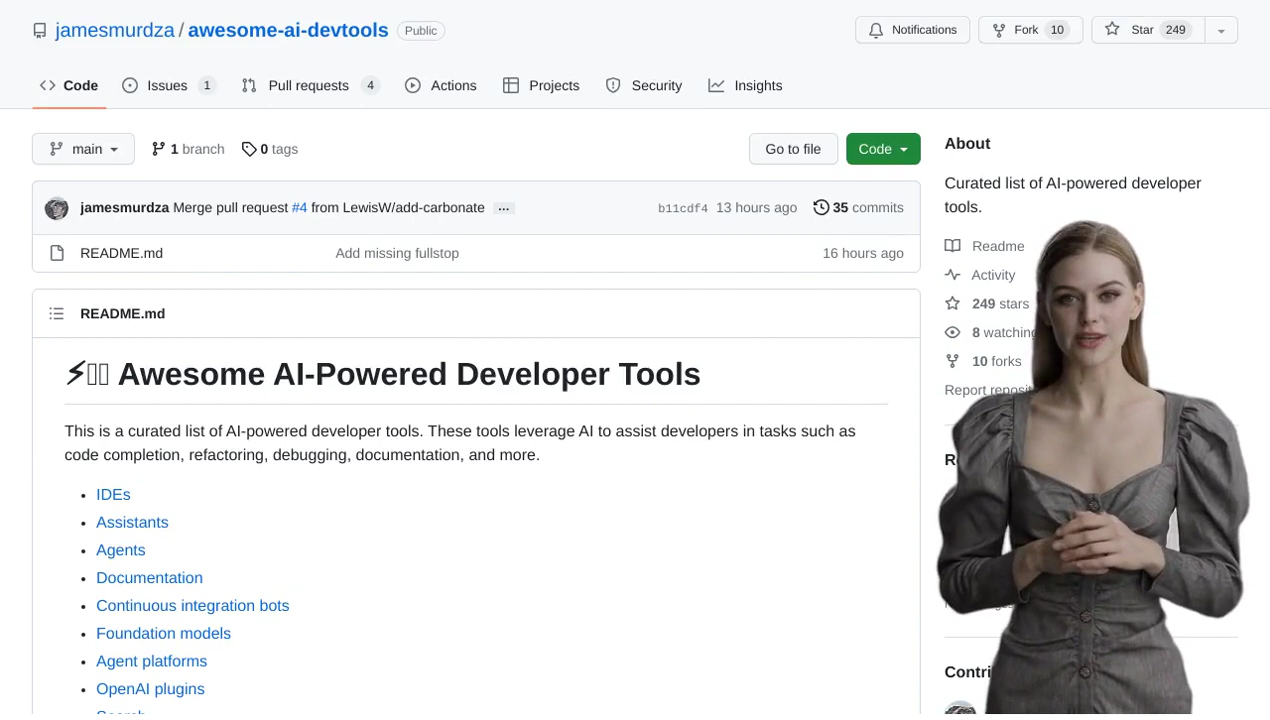 jamesmurdza / awesome-ai-devtools Public
Notifications Fork 10 Star 249
Code Issues 1 Pull requests 4 Actions Projects Security Insights
main 1 branch 0 tags Go to file Code
jamesmurdza Merge pull request #4 from LewisW/add-carbonate ... b11cdf4 13 hours ago 35 commits
README.md Add missing fullstop 16 hours ago
README.md
⚡ Awesome AI-Powered Developer Tools
This is a curated list of AI-powered developer tools. These tools leverage AI to assist developers in tasks such as
code completion, refactoring, debugging, documentation, and more.
• IDEs
• Assistants
• Agents
• Documentation
• Continuous integration bots
• Foundation models
• Agent platforms
• OpenAI plugins
About
Curated list of AI-powered developer
tools.
Readme
Activity
249 stars
8 watching
10 forks
Report